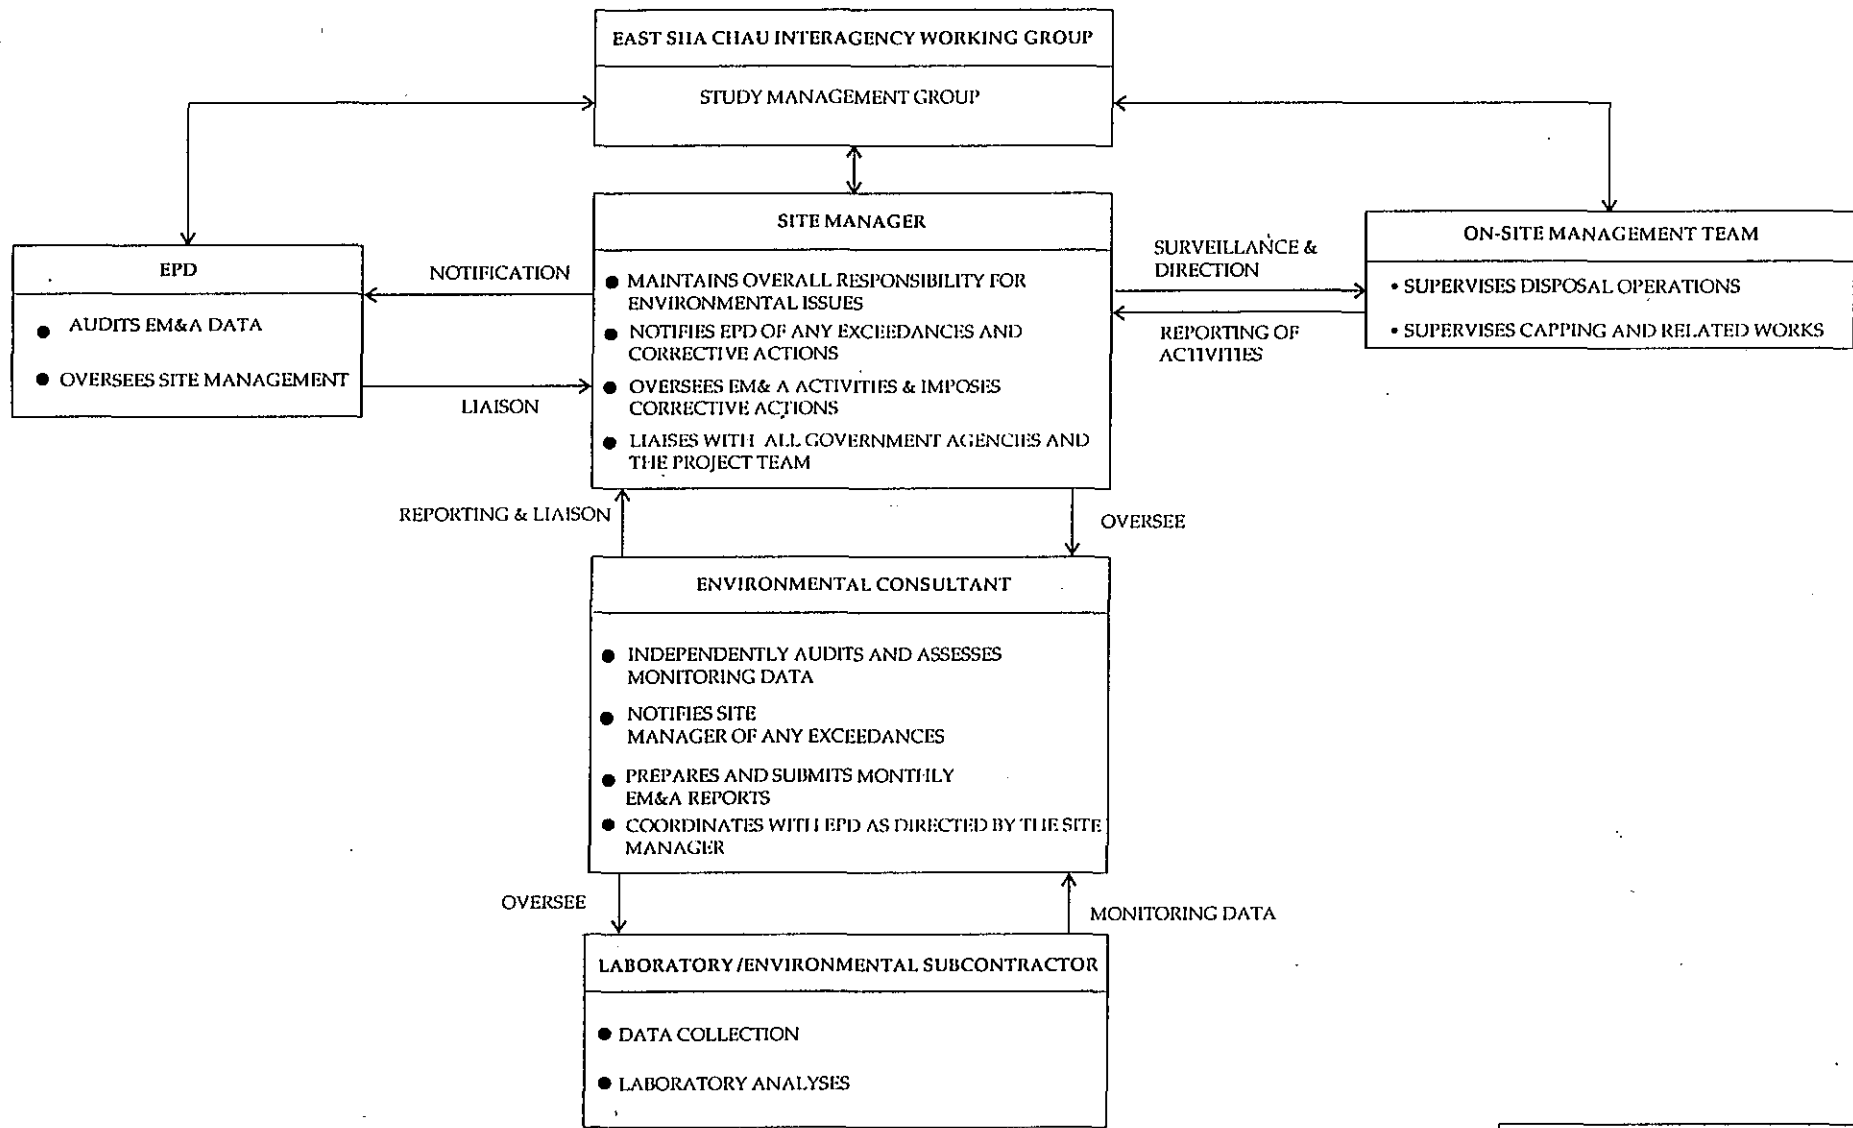 EAST SHA CHAU INTERAGENCY WORKING GROUP
STUDY MANAGEMENT GROUP
SITE MANAGER
● MAINTAINS OVERALL RESPONSIBILITY FOR
ENVIRONMENTAL ISSUES
● NOTIFIES EPD OF ANY EXCEEDANCES AND
CORRECTIVE ACTIONS
● OVERSEES EM& A ACTIVITIES & IMPOSES
CORRECTIVE ACTIONS
● LIAISES WITH ALL GOVERNMENT AGENCIES AND
THE PROJECT TEAM
EPD
● AUDITS EM&A DATA
● OVERSEES SITE MANAGEMENT
NOTIFICATION
LIAISON
SURVEILLANCE &
DIRECTION
REPORTING OF
ACTIVITIES
ON-SITE MANAGEMENT TEAM
• SUPERVISES DISPOSAL OPERATIONS
• SUPERVISES CAPPING AND RELATED WORKS
REPORTING & LIAISON
OVERSEE
ENVIRONMENTAL CONSULTANT
● INDEPENDENTLY AUDITS AND ASSESSES
MONITORING DATA
● NOTIFIES SITE
MANAGER OF ANY EXCEEDANCES
● PREPARES AND SUBMITS MONTHLY
EM&A REPORTS
● COORDINATES WITH EPD AS DIRECTED BY THE SITE
MANAGER
OVERSEE
MONITORING DATA
LABORATORY/ENVIRONMENTAL SUBCONTRACTOR
● DATA COLLECTION
● LABORATORY ANALYSES